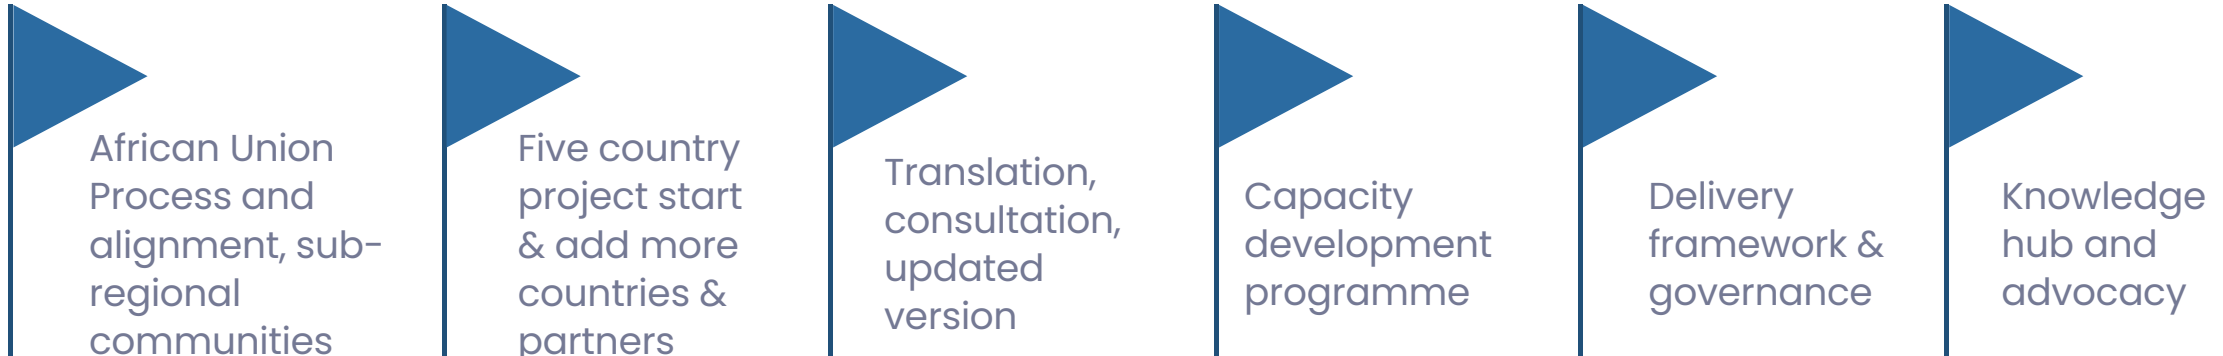 African Union
Process and
alignment, sub-
regional
communities
Five country
project start
& add more
countries &
partners
Translation,
consultation,
updated
version
Capacity
development
programme
Delivery
framework &
governance
Knowledge
hub and
advocacy